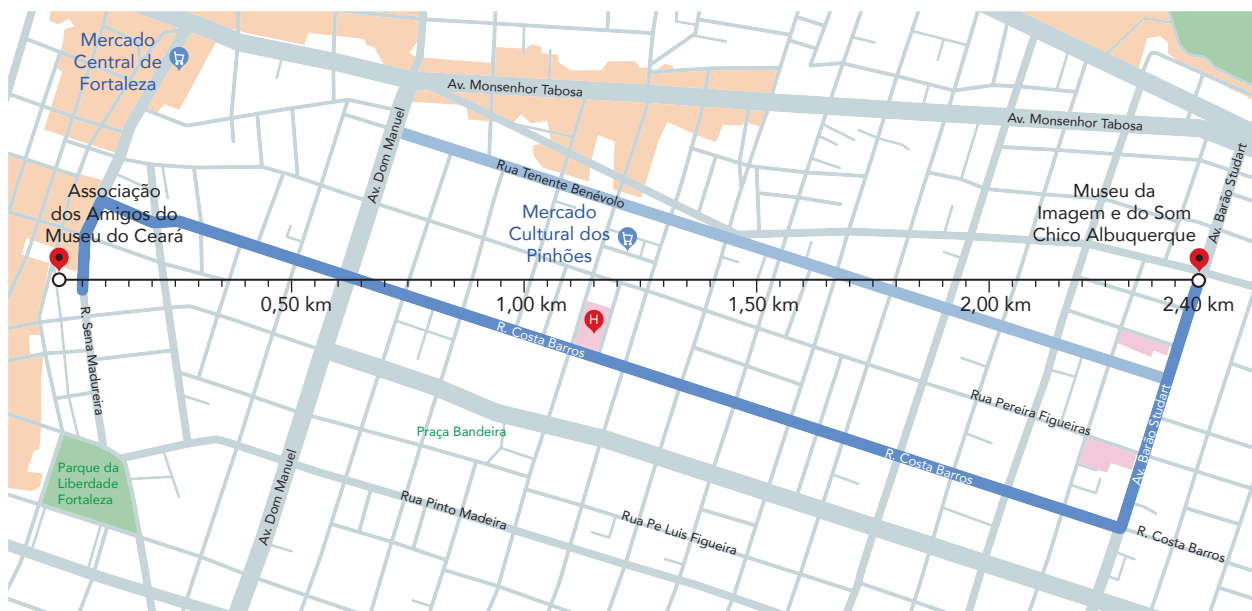 Mercado
Central de
Fortaleza
Av. Monsenhor Tabosa
Av. Monsenhor Tabosa
Av. Dom Manuel
Rua Tenente Benévolo
Av. Barão Studart
Associação
dos Amigos do
Museu do Ceará
Mercado
Cultural dos
Pinhões
Museu da
Imagem e do Som
Chico Albuquerque
0,50 km
1,00 km
1,50 km
2,00 km
2,40 km
R. Sena Madureira
H
R. Costa Barros
Rua Pereira Figueiras
Av. Barão Studart
Praça Bandeira
R. Costa Barros
Parque da
Liberdade
Fortaleza
Av. Dom Manuel
Rua Pinto Madeira
Rua Pe Luis Figueira
R. Costa Barros